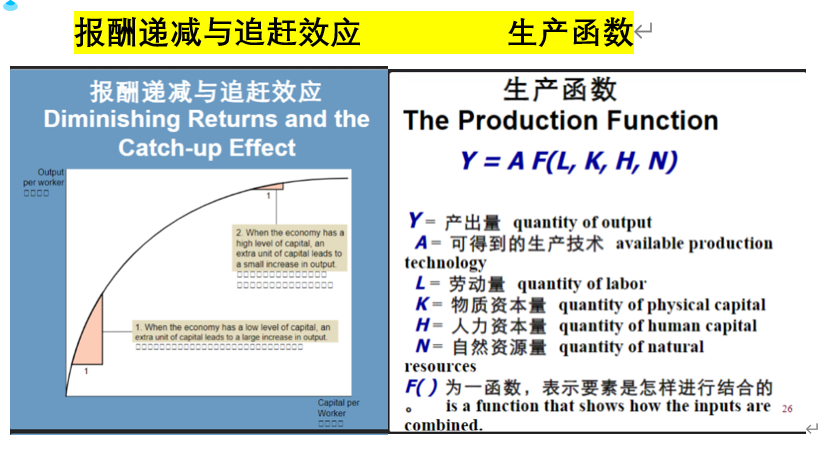 报酬递减与追赶效应 生产函数
报酬递减与追赶效应
Diminishing Returns and the
Catch-up Effect
Output
per worker
1
2. When the economy has a
high level of capital, an
extra unit of capital leads to
a small increase in output.
1. When the economy has a low level of capital, an
extra unit of capital leads to a large increase in output.
1
Capital per
Worker
生产函数
The Production Function
Y = A F(L, K, H, N)
Y = 产出量 quantity of output
A = 可得到的生产技术 available production
technology
L = 劳动量 quantity of labor
K = 物质资本量 quantity of physical capital
H = 人力资本量 quantity of human capital
N = 自然资源量 quantity of natural
resources
F( ) 为一函数，表示要素是怎样进行结合的
。 is a function that shows how the inputs are
combined.
26